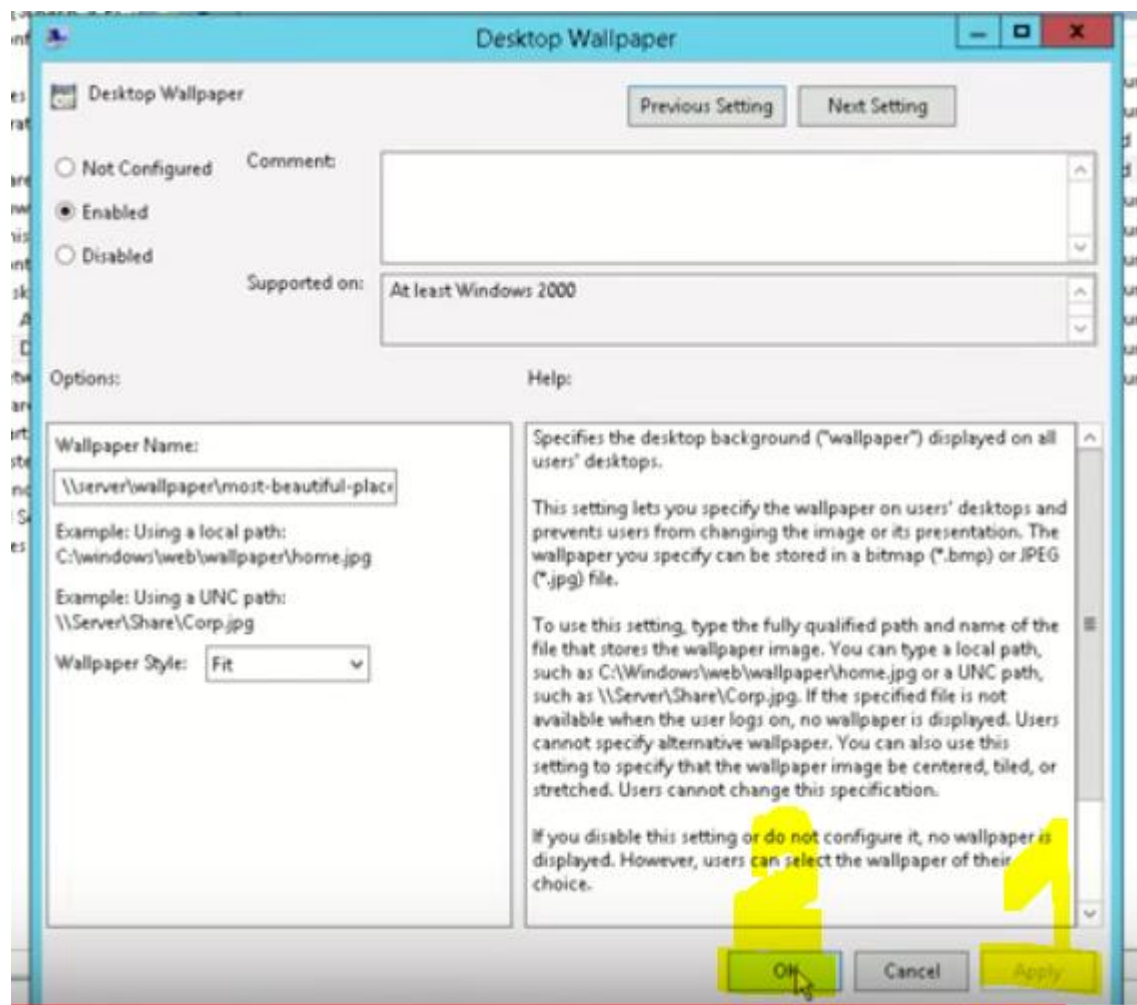 Desktop Wallpaper
Desktop Wallpaper
Previous Setting
Next Setting
Not Configured
Comment:
Enabled
Disabled
Supported on:
At least Windows 2000
Options:
Help:
Wallpaper Name:
\\server\wallpaper\most-beautiful-place
Example: Using a local path:
C:\windows\web\wallpaper\home.jpg
Example: Using a UNC path:
\\Server\Share\Corp.jpg
Wallpaper Style:
Fit
Specifies the desktop background ("wallpaper") displayed on all
users' desktops.
This setting lets you specify the wallpaper on users' desktops and
prevents users from changing the image or its presentation. The
wallpaper you specify can be stored in a bitmap (*.bmp) or JPEG
(*.jpg) file.
To use this setting, type the fully qualified path and name of the
file that stores the wallpaper image. You can type a local path,
such as C:\Windows\web\wallpaper\home.jpg or a UNC path,
such as \\Server\Share\Corp.jpg. If the specified file is not
available when the user logs on, no wallpaper is displayed. Users
cannot specify alternative wallpaper. You can also use this
setting to specify that the wallpaper image be centered, tiled, or
stretched. Users cannot change this specification.
If you disable this setting or do not configure it, no wallpaper is
displayed. However, users can select the wallpaper of their
choice.
2
1
OK
Cancel
Apply